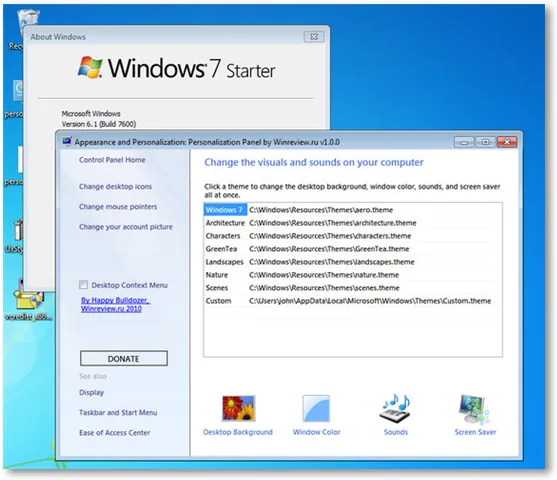 Recy
About Windows
Windows 7 Starter
Microsoft Windows
Version 6.1 (Build 7600)
perso
perso
vcredist_x86...
Appearance and Personalization: Personalization Panel by Winreview.ru v1.0.0
Control Panel Home
Change desktop icons
Change mouse pointers
Change your account picture
Desktop Context Menu
By Happy Bulldozer,
Winreview.ru 2010
DONATE
See also
Display
Taskbar and Start Menu
Ease of Access Center
Change the visuals and sounds on your computer
Click a theme to change the desktop background, window color, sounds, and screen saver
all at once.
Windows 7 C:\Windows\Resources\Themes\aero.theme
Architecture C:\Windows\Resources\Themes\architecture.theme
Characters C:\Windows\Resources\Themes\characters.theme
GreenTea C:\Windows\Resources\Themes\GreenTea.theme
Landscapes C:\Windows\Resources\Themes\landscapes.theme
Nature C:\Windows\Resources\Themes\nature.theme
Scenes C:\Windows\Resources\Themes\scenes.theme
Custom C:\Users\john\AppData\Local\Microsoft\Windows\Themes\Custom.theme
Desktop Background
Window Color
Sounds
Screen Saver